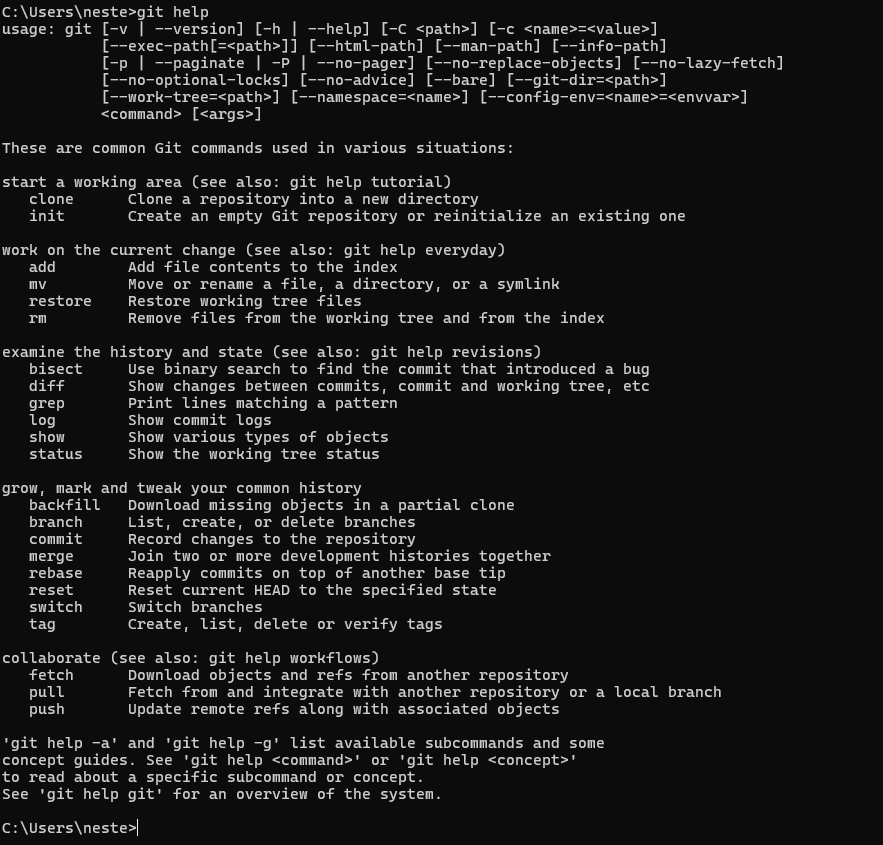 C:\Users\neste>git help
usage: git [-v | --version] [-h | --help] [-C <path>] [-c <name>=<value>]
           [--exec-path[=<path>]] [--html-path] [--man-path] [--info-path]
           [-p | --paginate | -P | --no-pager] [--no-replace-objects] [--no-lazy-fetch]
           [--no-optional-locks] [--no-advice] [--bare] [--git-dir=<path>]
           [--work-tree=<path>] [--namespace=<name>] [--config-env=<name>=<envvar>]
           <command> [<args>]

These are common Git commands used in various situations:

start a working area (see also: git help tutorial)
   clone      Clone a repository into a new directory
   init       Create an empty Git repository or reinitialize an existing one

work on the current change (see also: git help everyday)
   add        Add file contents to the index
   mv         Move or rename a file, a directory, or a symlink
   restore    Restore working tree files
   rm         Remove files from the working tree and from the index

examine the history and state (see also: git help revisions)
   bisect     Use binary search to find the commit that introduced a bug
   diff       Show changes between commits, commit and working tree, etc
   grep       Print lines matching a pattern
   log        Show commit logs
   show       Show various types of objects
   status     Show the working tree status

grow, mark and tweak your common history
   backfill   Download missing objects in a partial clone
   branch     List, create, or delete branches
   commit     Record changes to the repository
   merge      Join two or more development histories together
   rebase     Reapply commits on top of another base tip
   reset      Reset current HEAD to the specified state
   switch     Switch branches
   tag        Create, list, delete or verify tags

collaborate (see also: git help workflows)
   fetch      Download objects and refs from another repository
   pull       Fetch from and integrate with another repository or a local branch
   push       Update remote refs along with associated objects

'git help -a' and 'git help -g' list available subcommands and some
concept guides. See 'git help <command>' or 'git help <concept>'
to read about a specific subcommand or concept.
See 'git help git' for an overview of the system.

C:\Users\neste>